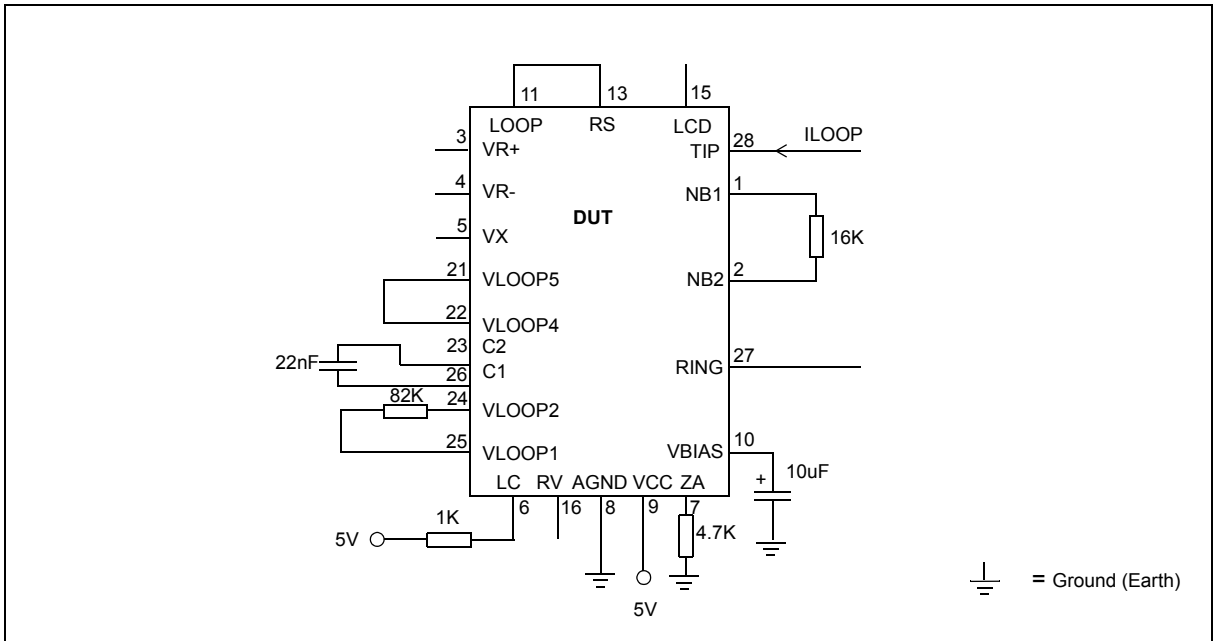 11
13
15
LOOP
RS
LCD
ILOOP
3
VR+
TIP
28
4
VR-
NB1
1
DUT
5
VX
16K
21
VLOOP5
NB2
2
22
VLOOP4
23
C2
22nF
C1
26
RING
27
82K
24
VLOOP2
25
VLOOP1
VBIAS
10
+
10uF
LC
RV
AGND
VCC
ZA
6
16
8
9
7
1K
4.7K
5V
5V
= Ground (Earth)